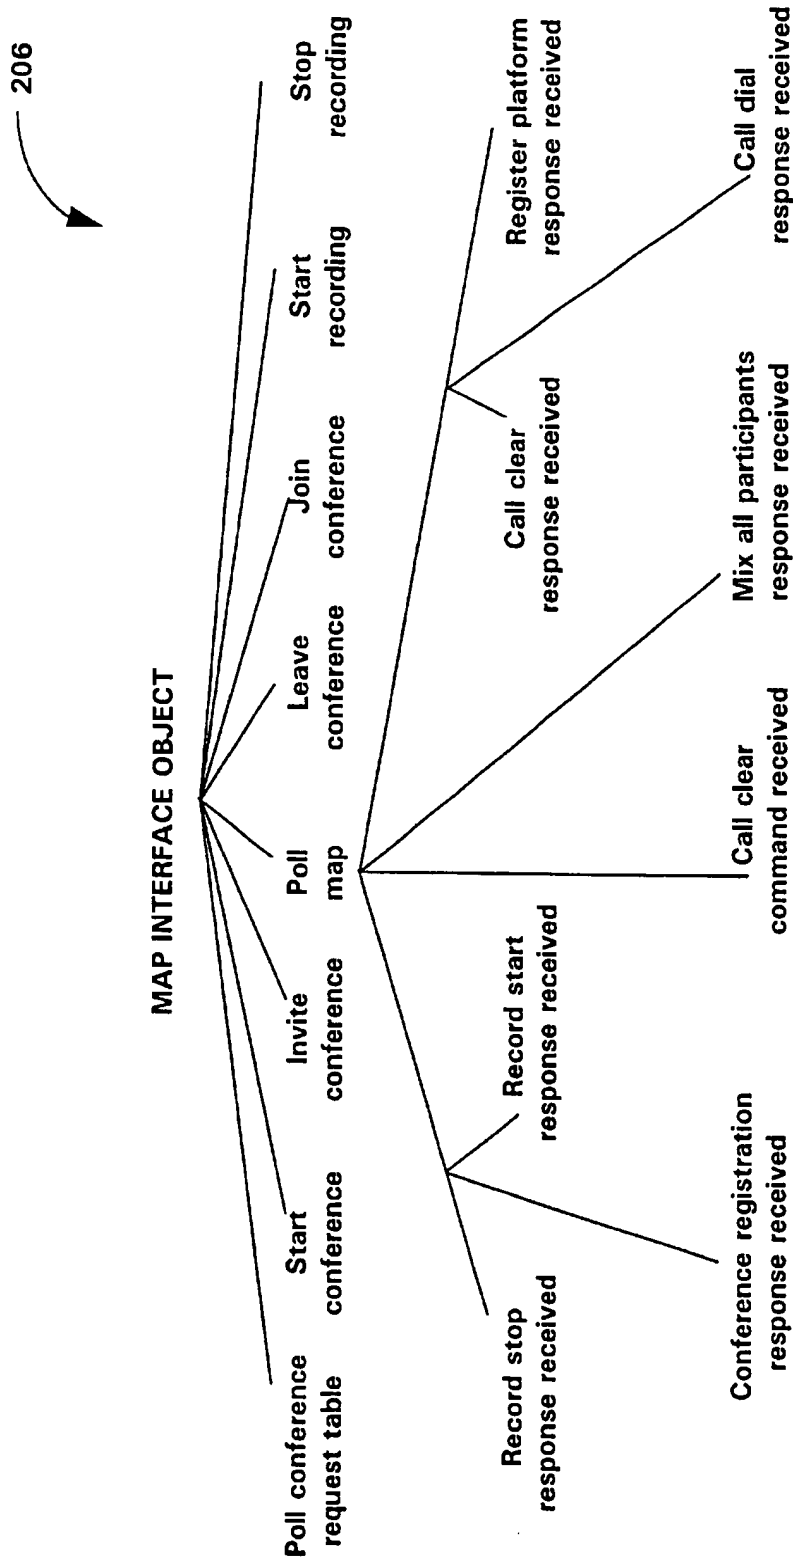 206
MAP INTERFACE OBJECT
Poll conference
request table
Start
conference
Invite
conference
Poll
map
Leave
conference
Join
conference
Start
recording
Stop
recording
Record stop
response received
Record start
response received
Call clear
response received
Register platform
response received
Conference registration
response received
Call clear
command received
Mix all participants
response received
Call dial
response received